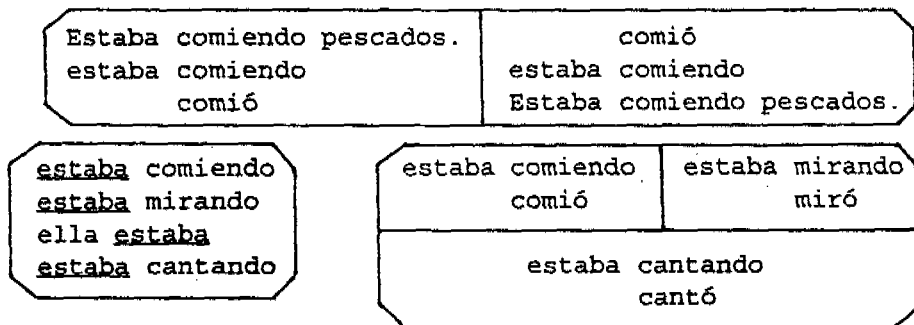 Estaba comiendo pescados.
estaba comiendo
comió
comió
estaba comiendo
Estaba comiendo pescados.
estaba comiendo
estaba mirando
ella estaba
estaba cantando
estaba comiendo
comió
estaba mirando
miró
estaba cantando
cantó